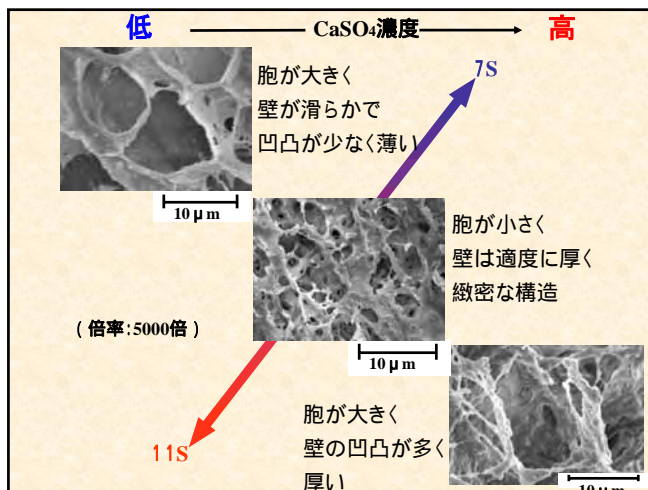 低 CaSO₄濃度 高
7S
胞が大きく
壁が滑らかで
凹凸が少なく薄い
10μm
胞が小さく
壁は適度に厚く
緻密な構造
(倍率:5000倍)
10μm
11S
胞が大きく
壁の凹凸が多く
厚い
10μm